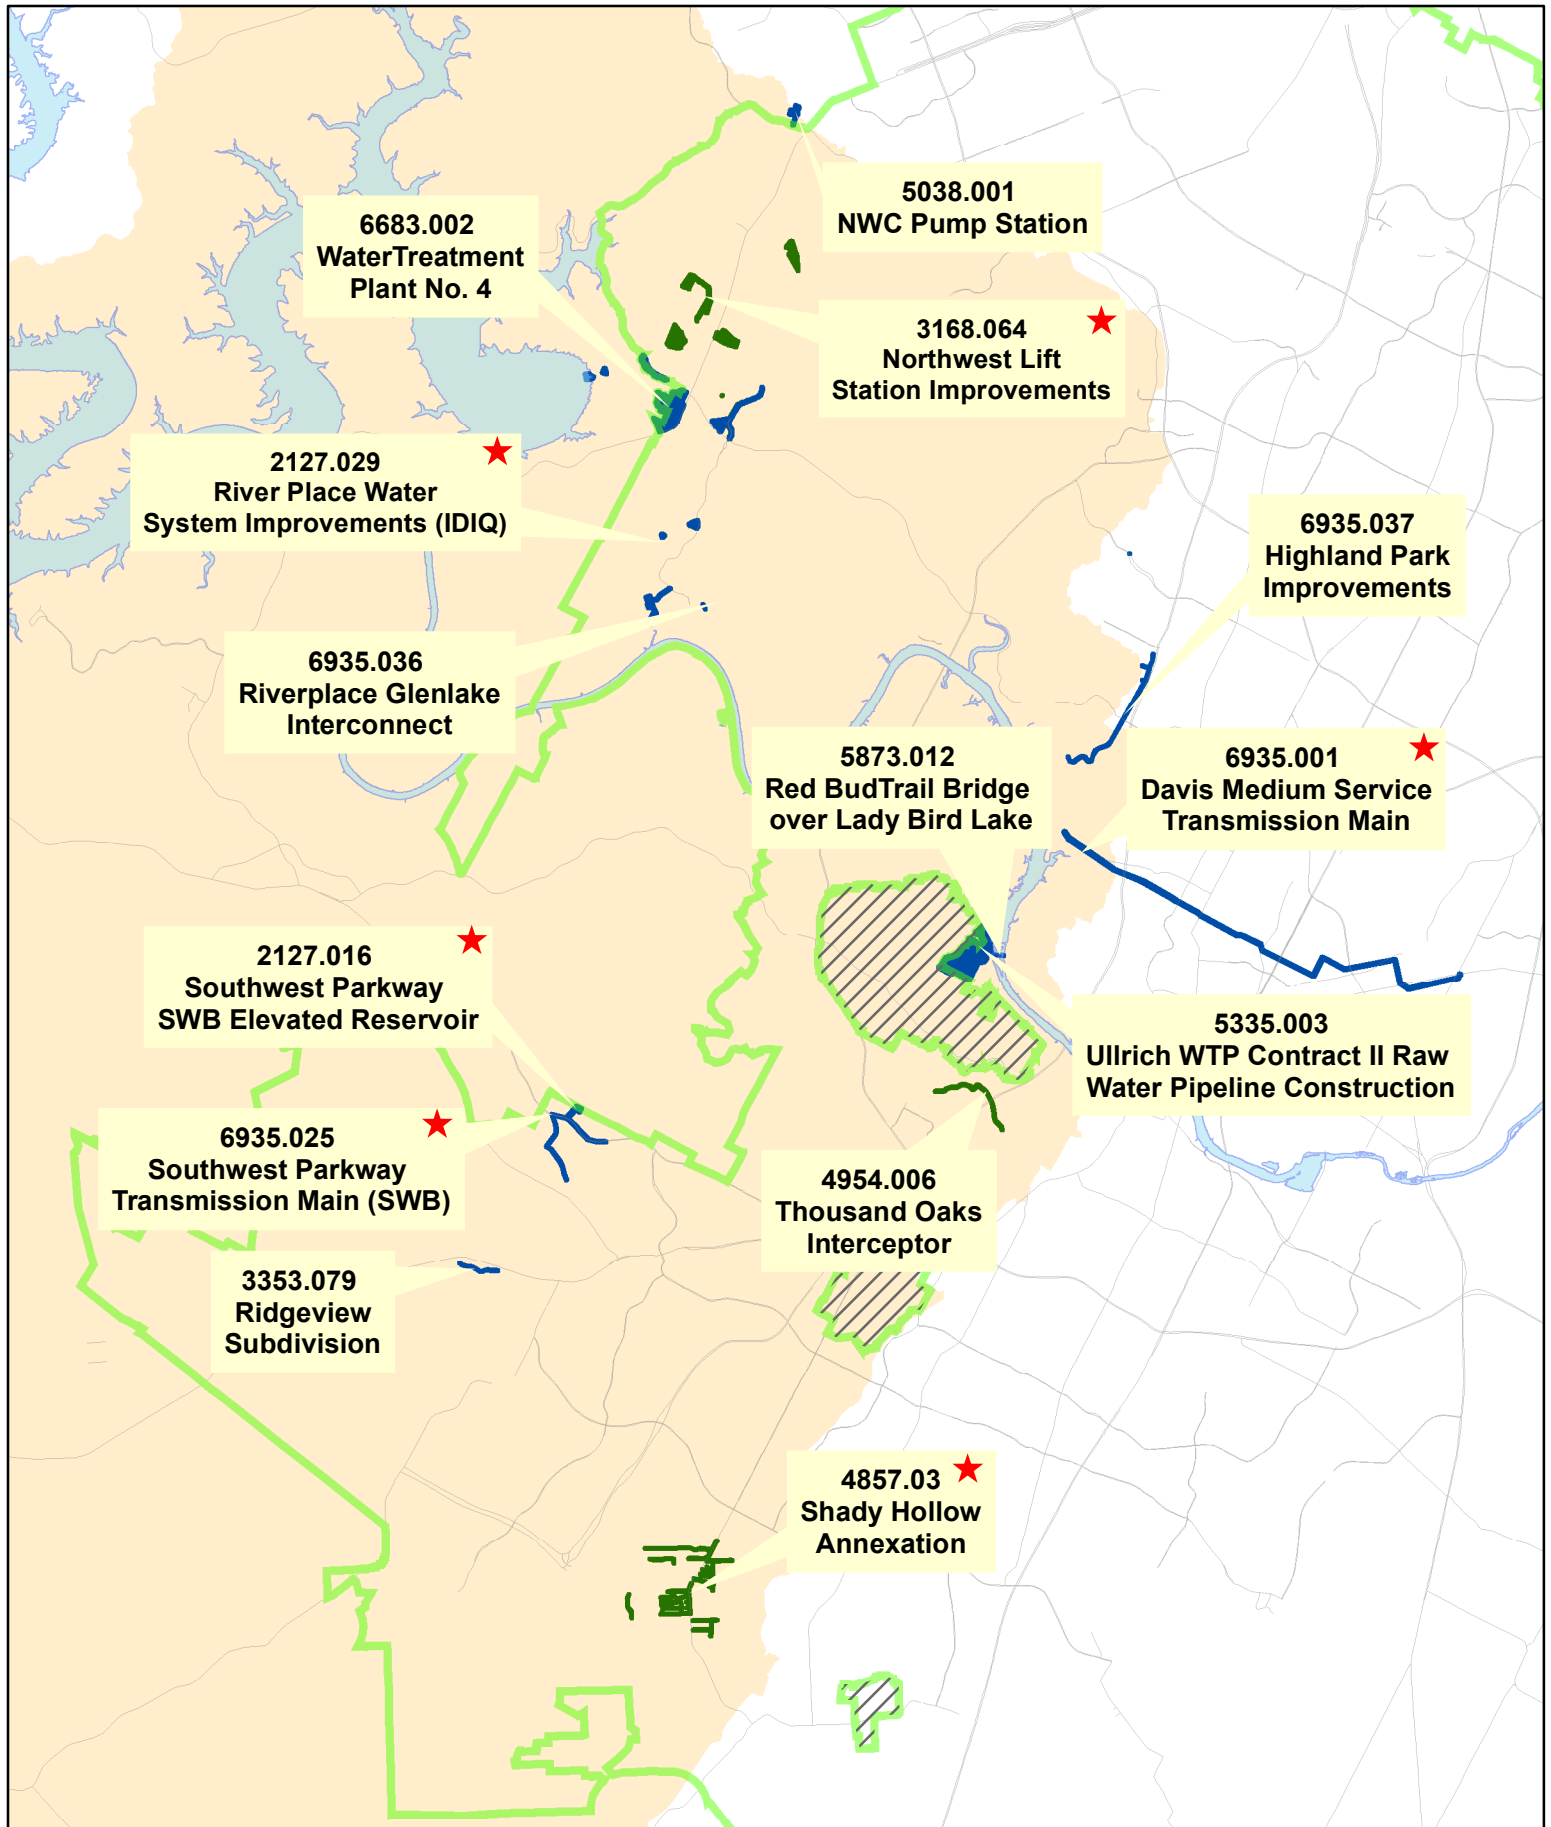 5038.001
NWC Pump Station
6683.002
WaterTreatment
Plant No. 4
3168.064
Northwest Lift
Station Improvements
2127.029
River Place Water
System Improvements (IDIQ)
6935.037
Highland Park
Improvements
6935.036
Riverplace Glenlake
Interconnect
5873.012
Red BudTrail Bridge
over Lady Bird Lake
6935.001
Davis Medium Service
Transmission Main
2127.016
Southwest Parkway
SWB Elevated Reservoir
5335.003
Ullrich WTP Contract II Raw
Water Pipeline Construction
6935.025
Southwest Parkway
Transmission Main (SWB)
4954.006
Thousand Oaks
Interceptor
3353.079
Ridgeview
Subdivision
4857.03
Shady Hollow
Annexation